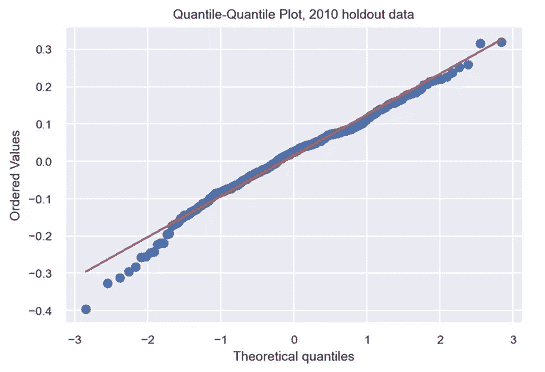 Quantile-Quantile Plot, 2010 holdout data
Ordered Values
0.3
0.2
0.1
0.0
−0.1
−0.2
−0.3
−0.4
−3 −2 −1 0 1 2 3
Theoretical quantiles